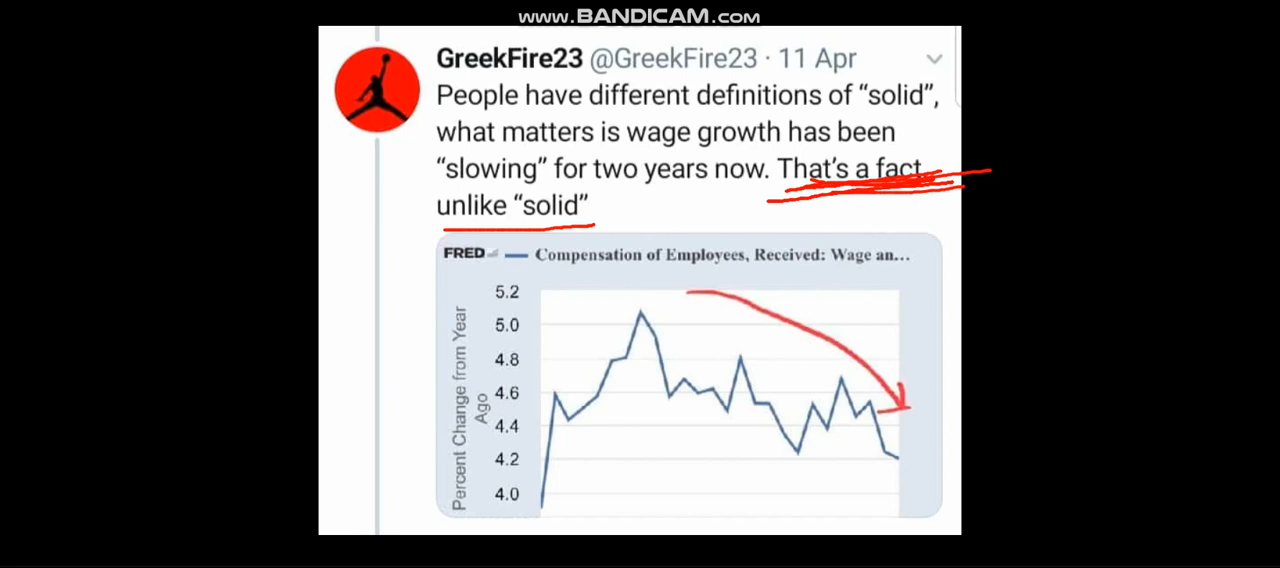 www.BANDICAM.com
GreekFire23 @GreekFire23 · 11 Apr
People have different definitions of “solid”,
what matters is wage growth has been
“slowing” for two years now. That’s a fact
unlike “solid”
FRED — Compensation of Employees, Received: Wage an...
Percent Change from Year
Ago
5.2
5.0
4.8
4.6
4.4
4.2
4.0